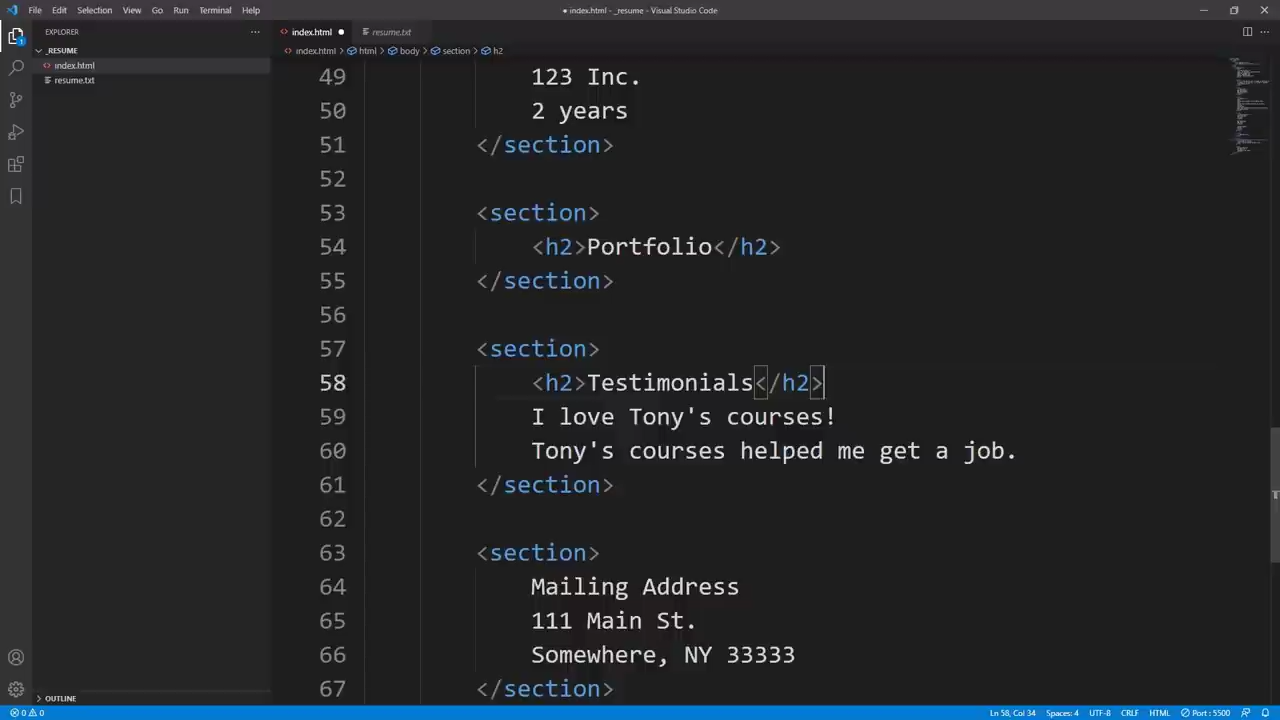 File Edit Selection View Go Run Terminal Help
● index.html - _resume - Visual Studio Code
EXPLORER ···
_RESUME
<> index.html
resume.txt
OUTLINE
<> index.html ●
resume.txt
<> index.html > html > body > section > h2
49 123 Inc.
50 2 years
51 </section>
52
53 <section>
54 <h2>Portfolio</h2>
55 </section>
56
57 <section>
58 <h2>Testimonials</h2>
59 I love Tony's courses!
60 Tony's courses helped me get a job.
61 </section>
62
63 <section>
64 Mailing Address
65 111 Main St.
66 Somewhere, NY 33333
67 </section>
0 0 Ln 58, Col 34 Spaces: 4 UTF-8 CRLF HTML Port : 5500